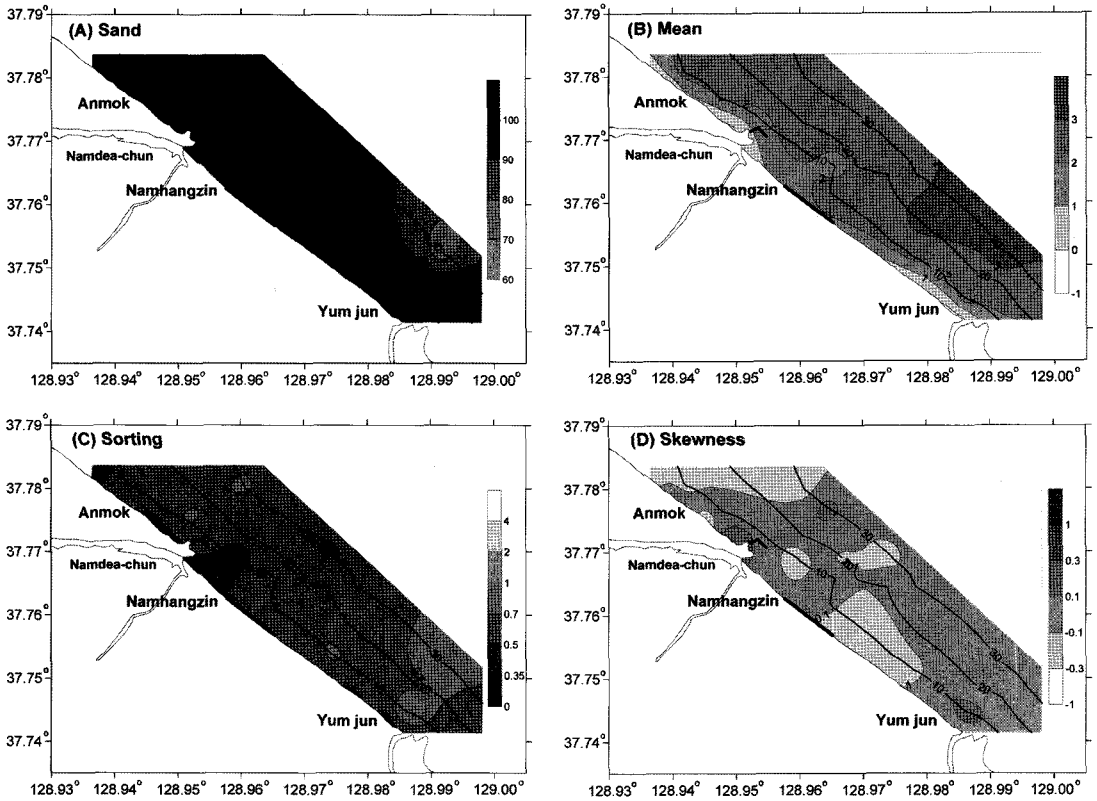 (A) Sand
37.79°
37.78°
37.77°
37.76°
37.75°
37.74°
128.93° 128.94° 128.95° 128.96° 128.97° 128.98° 128.99° 129.00°
Anmok
Namdea-chun
Namhangzin
Yum jun
100
90
80
70
60
(B) Mean
37.79°
37.78°
37.77°
37.76°
37.75°
37.74°
128.93° 128.94° 128.95° 128.96° 128.97° 128.98° 128.99° 129.00°
Anmok
Namdea-chun
Namhangzin
Yum jun
3
2
1
0
-1
(C) Sorting
37.79°
37.78°
37.77°
37.76°
37.75°
37.74°
128.93° 128.94° 128.95° 128.96° 128.97° 128.98° 128.99° 129.00°
Anmok
Namdea-chun
Namhangzin
Yum jun
4
2
1
0.7
0.5
0.35
0
(D) Skewness
37.79°
37.78°
37.77°
37.76°
37.75°
37.74°
128.93° 128.94° 128.95° 128.96° 128.97° 128.98° 128.99° 129.00°
Anmok
Namdea-chun
Namhangzin
Yum jun
10
20
30
10
20
30
1
0.3
0.1
-0.1
-0.3
-1